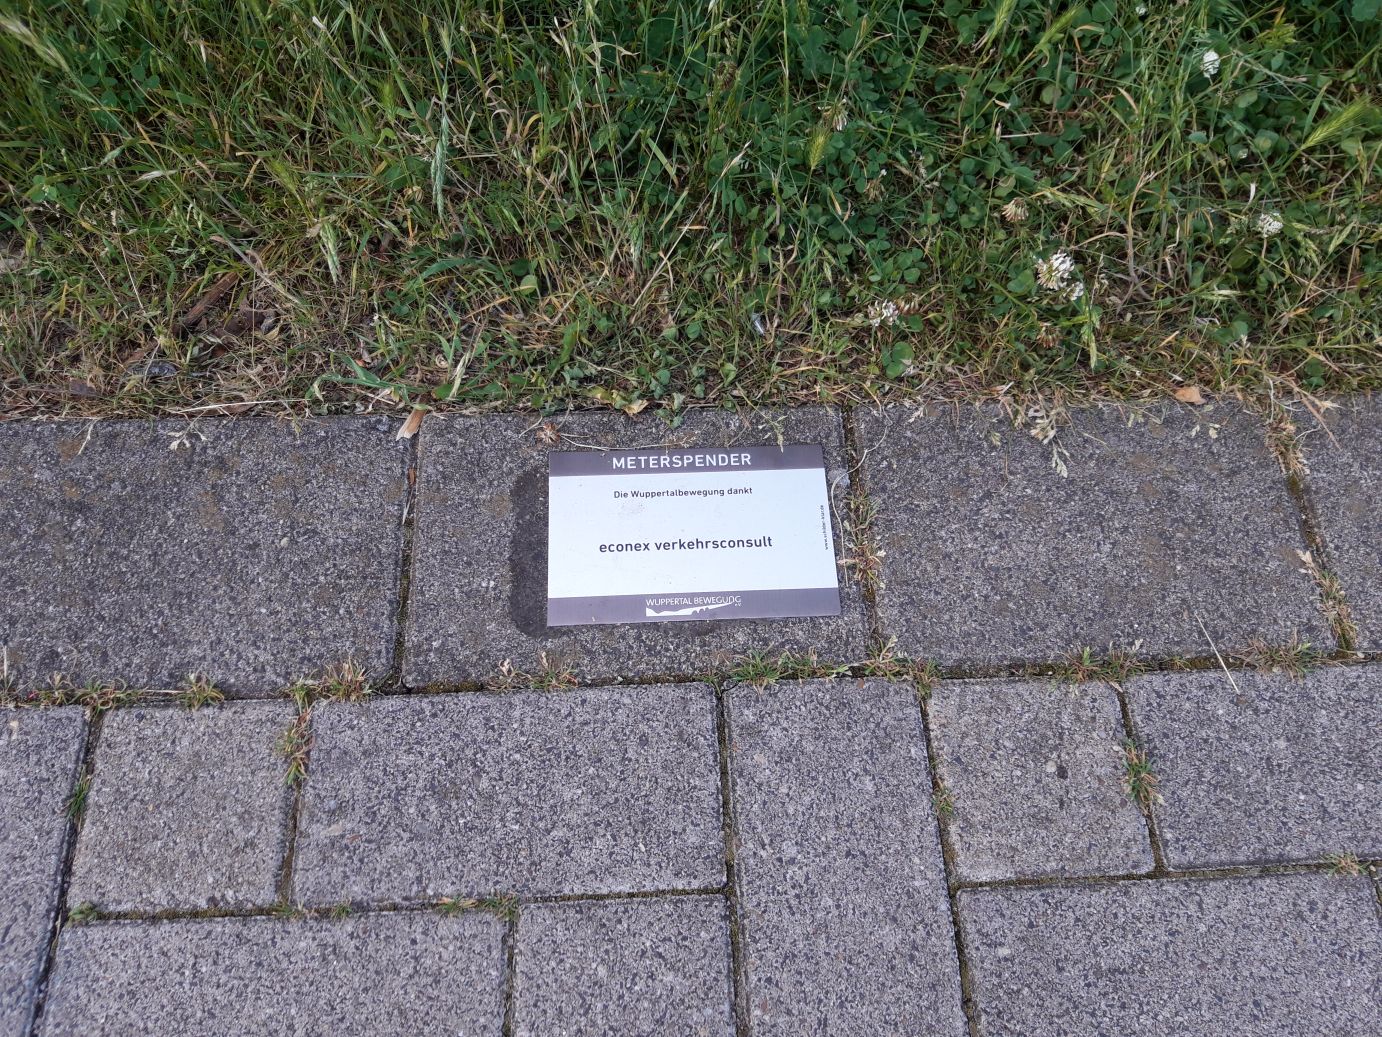 METERSPENDER
Die Wuppertalbewegung dankt
econex verkehrsconsult
WUPPERTAL BEWEGUNG
e.V.